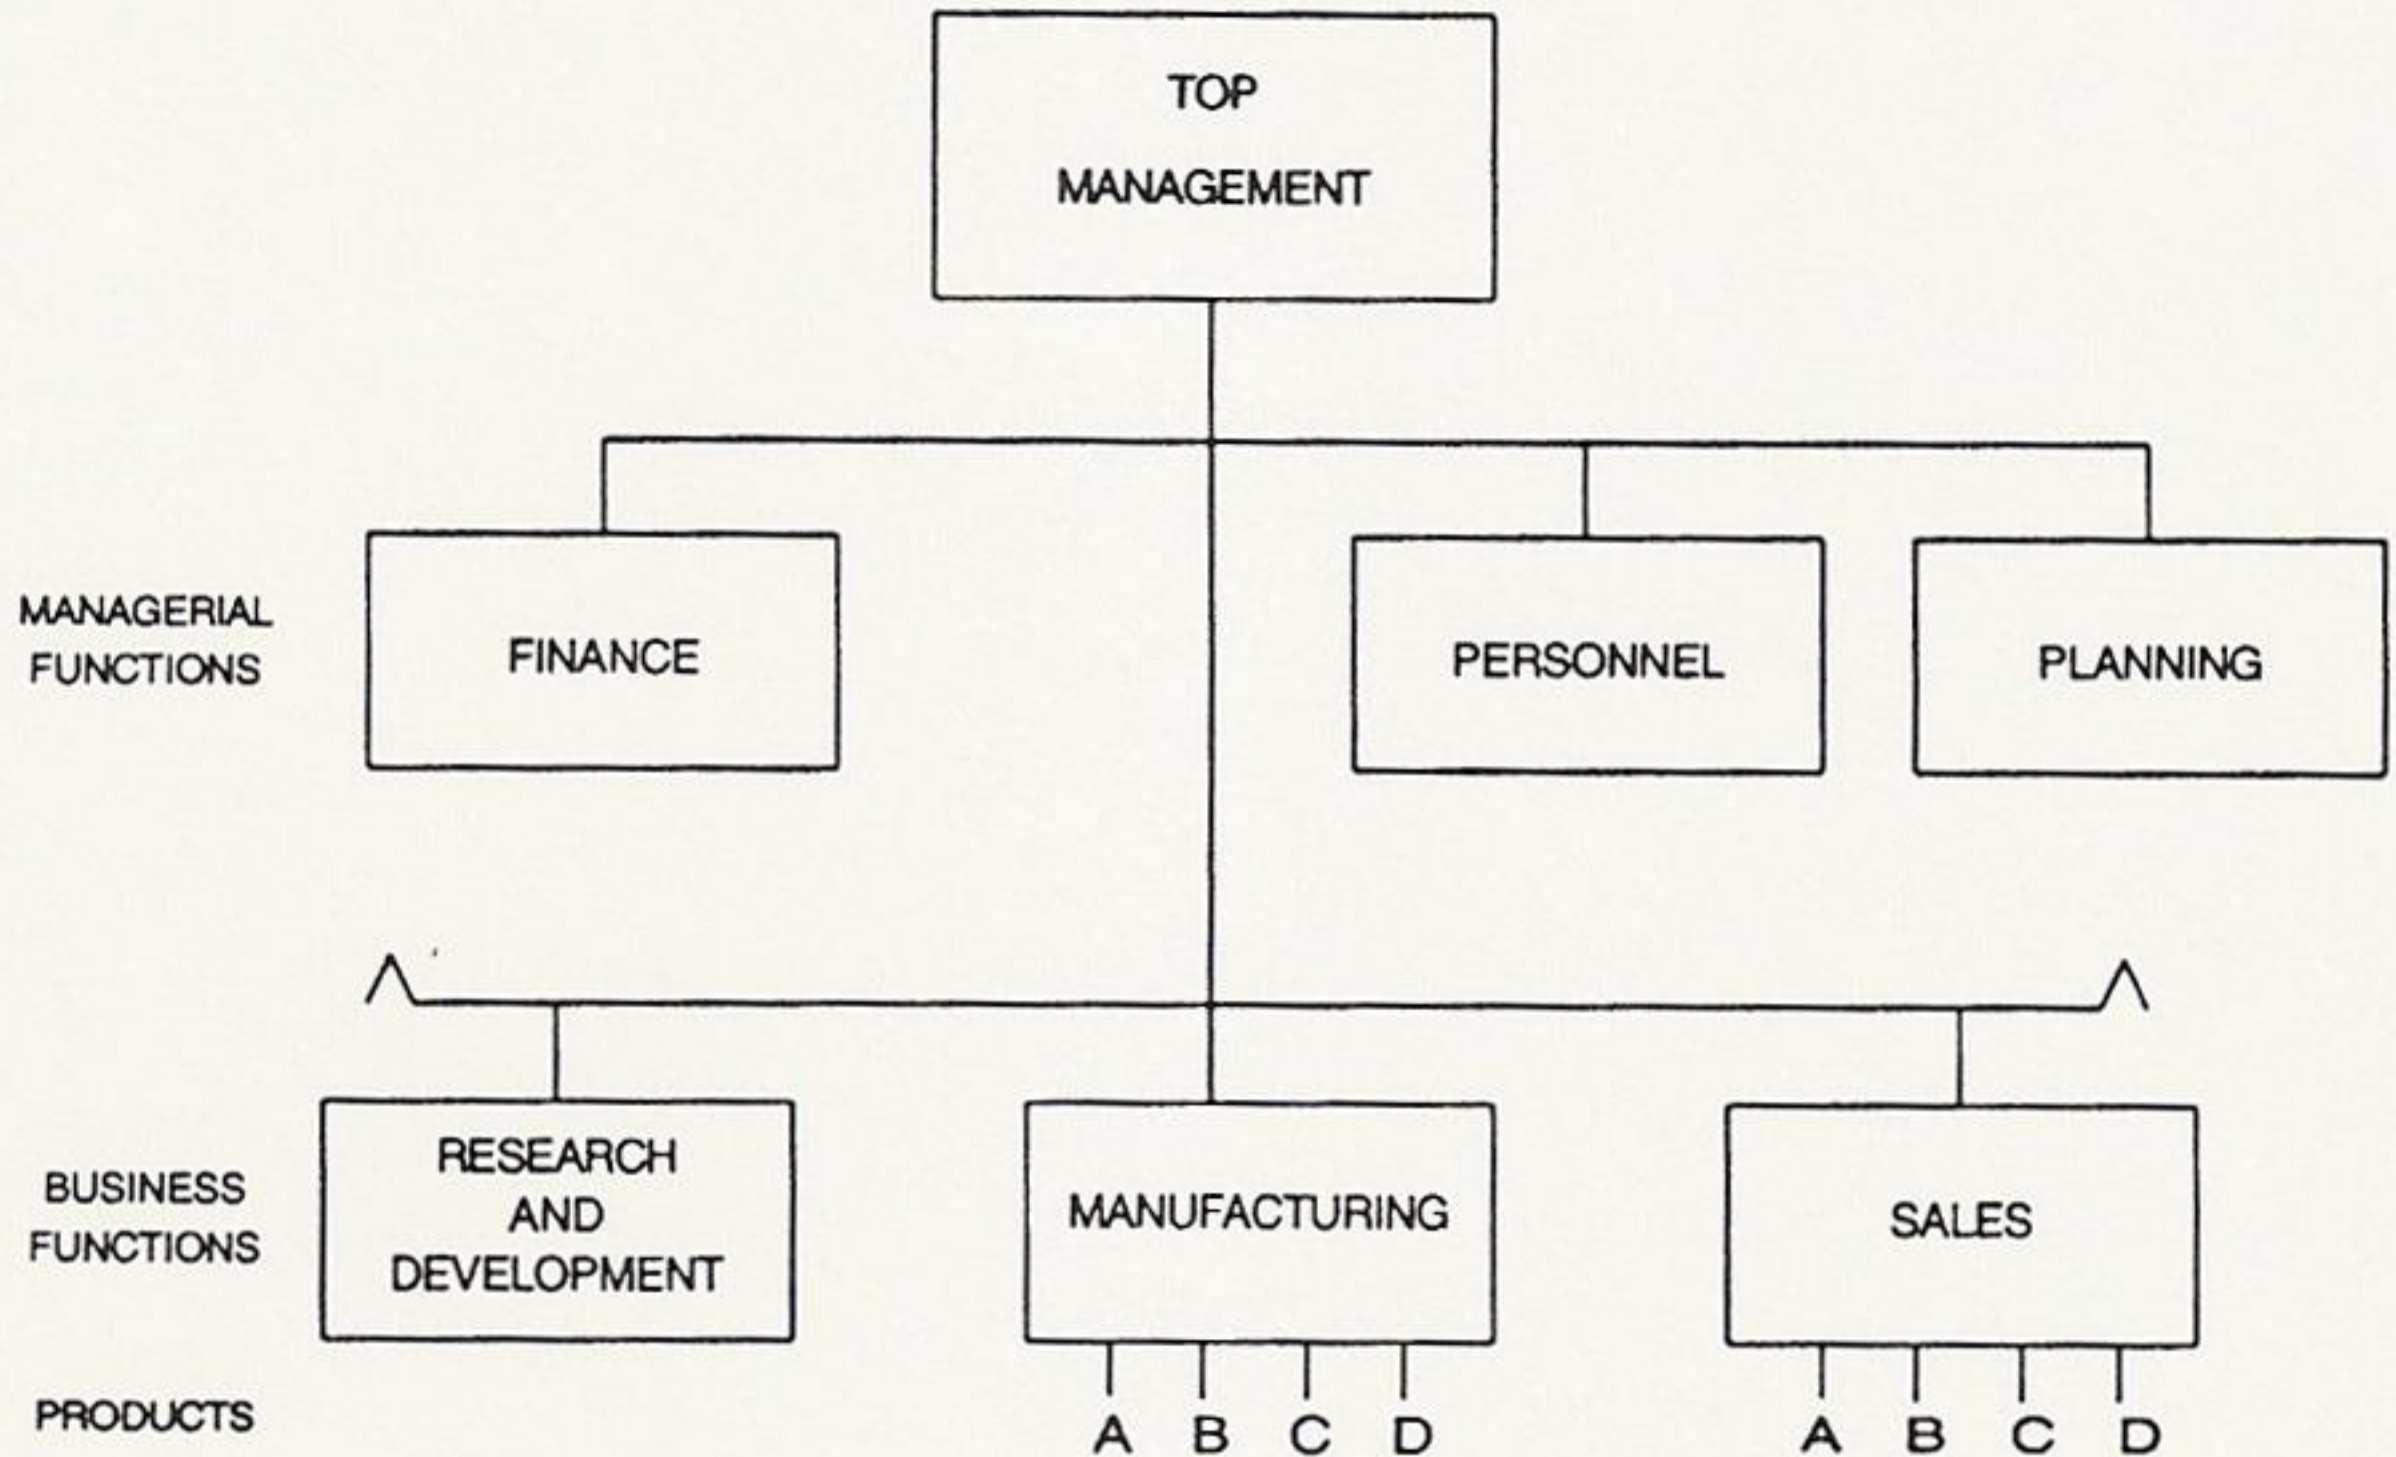 TOP
MANAGEMENT
MANAGERIAL
FUNCTIONS
FINANCE
PERSONNEL
PLANNING
BUSINESS
FUNCTIONS
RESEARCH
AND
DEVELOPMENT
MANUFACTURING
SALES
PRODUCTS
A B C D
A B C D